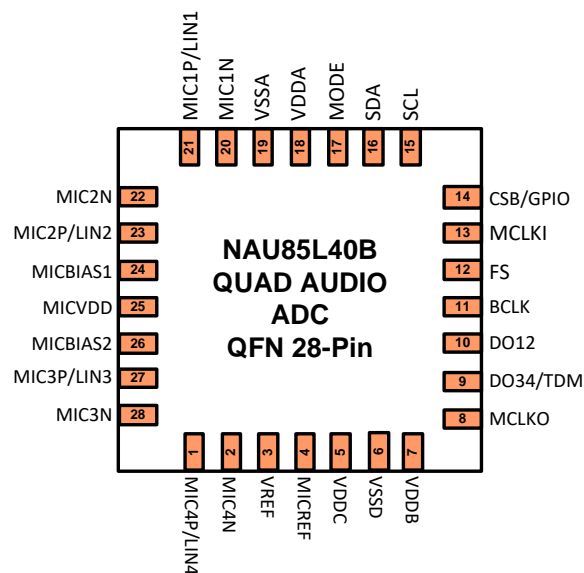 MIC1P/LIN1
MIC1N
VSSA
VDDA
MODE
SDA
SCL
21
20
19
18
17
16
15
MIC2N 22
MIC2P/LIN2 23
MICBIAS1 24
MICVDD 25
MICBIAS2 26
MIC3P/LIN3 27
MIC3N 28
NAU85L40B
QUAD AUDIO
ADC
QFN 28-Pin
14 CSB/GPIO
13 MCLKI
12 FS
11 BCLK
10 DO12
9 DO34/TDM
8 MCLKO
1
2
3
4
5
6
7
MIC4P/LIN4
MIC4N
VREF
MICREF
VDDC
VSSD
VDDB